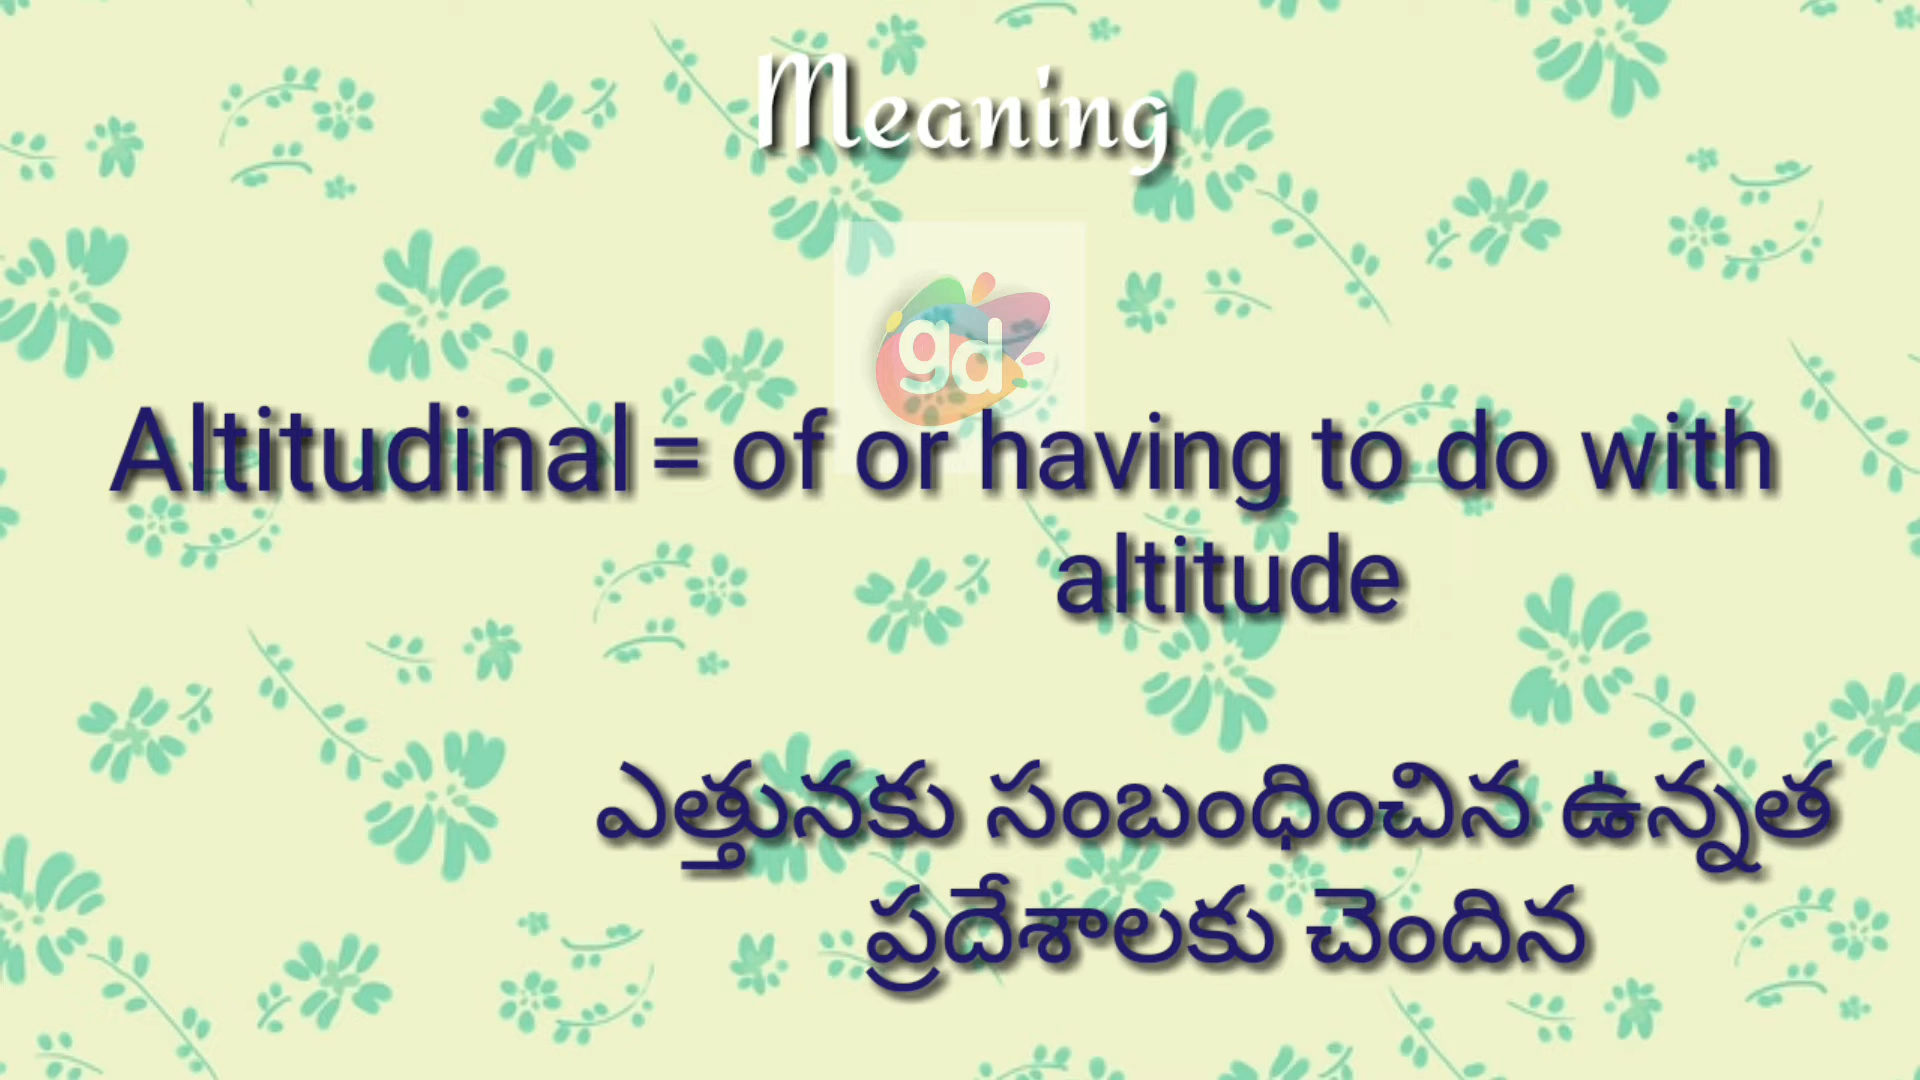 Meaning
gd
Altitudinal = of or having to do with
altitude
ఎత్తునకు సంబంధించిన ఉన్నత
ప్రదేశాలకు చెందిన